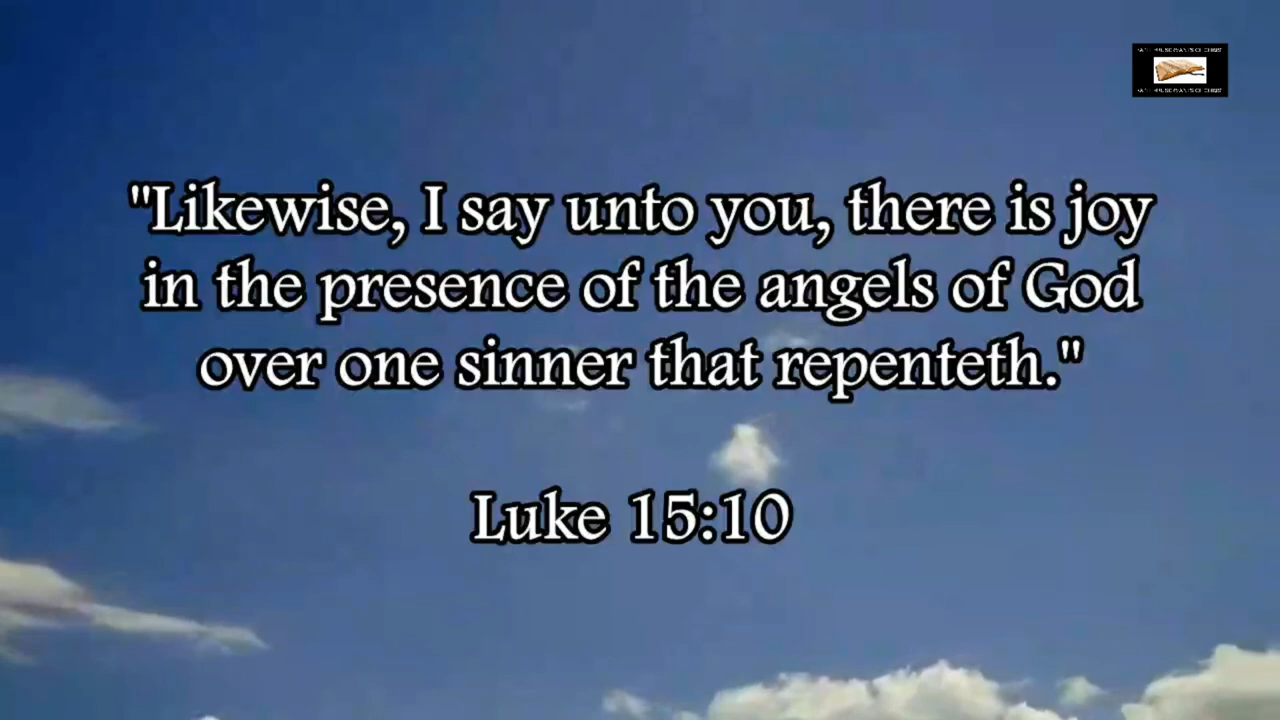 "Likewise, I say unto you, there is joy
in the presence of the angels of God
over one sinner that repenteth."
Luke 15:10